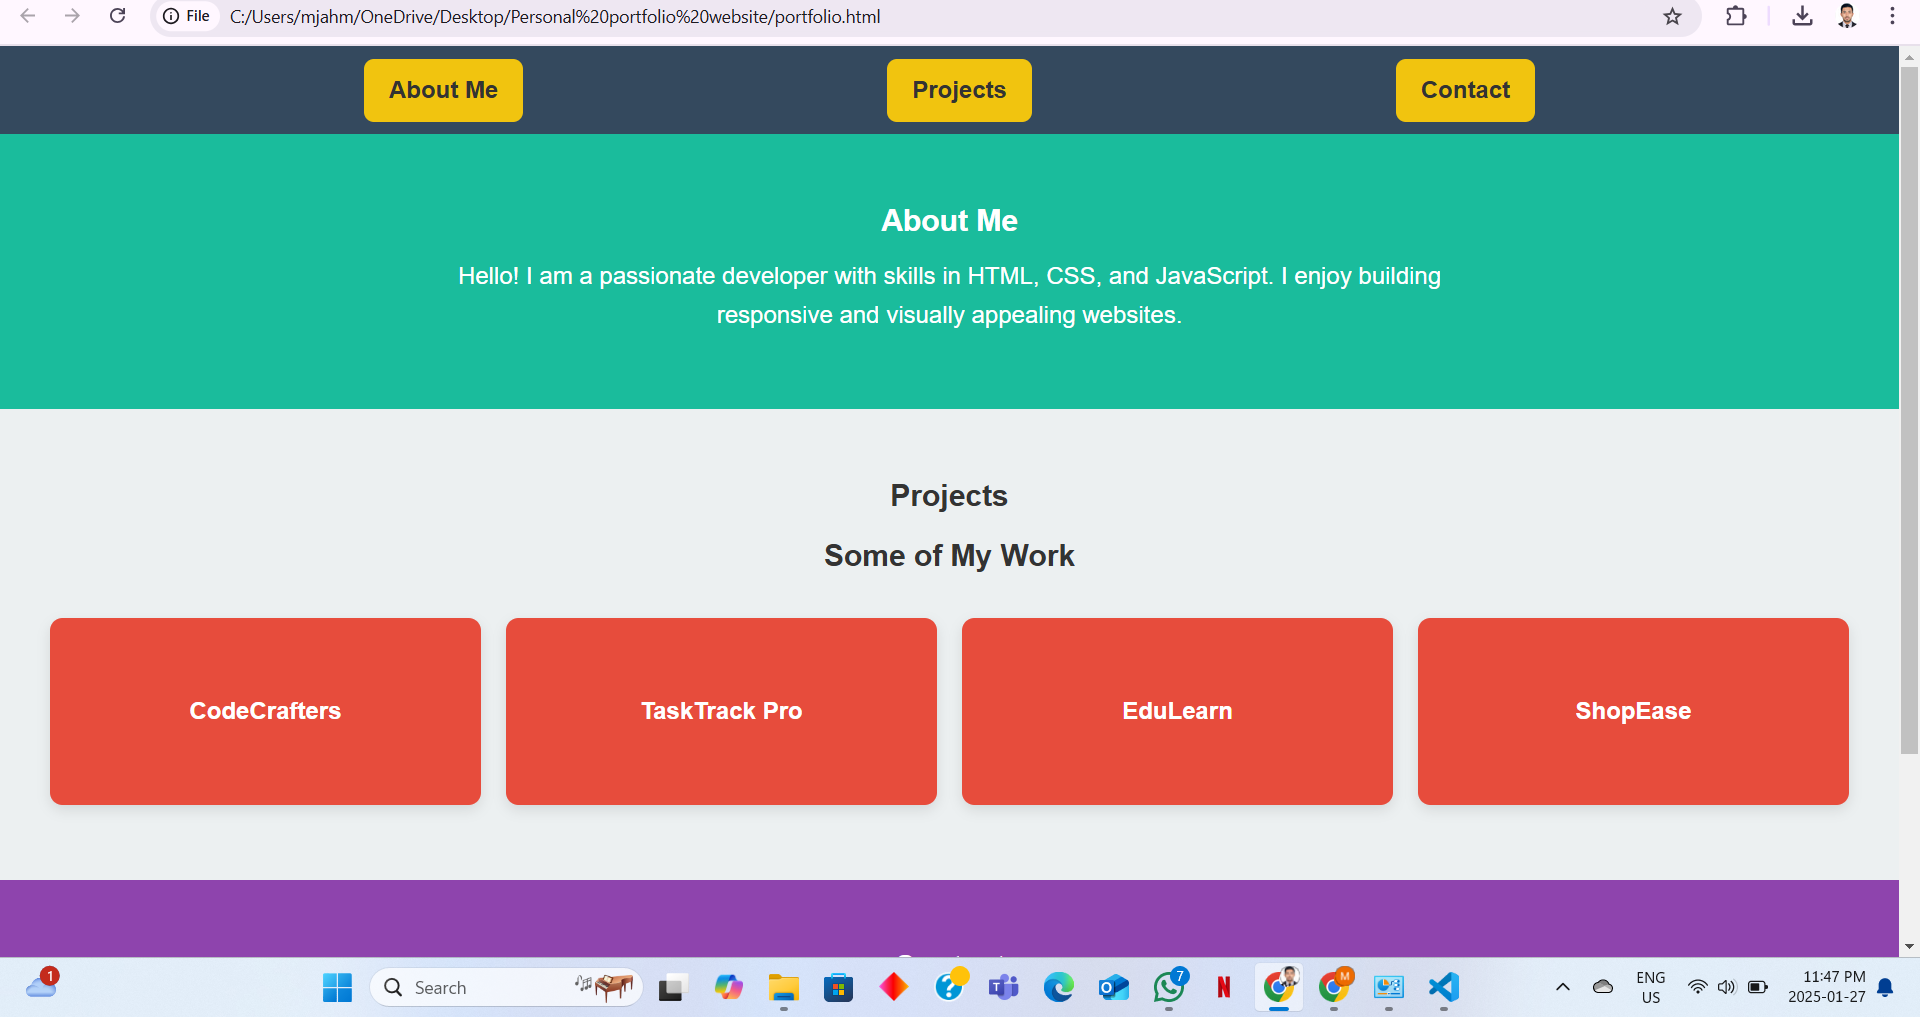 File
C:/Users/mjahm/OneDrive/Desktop/Personal%20portfolio%20website/portfolio.html
About Me
Projects
Contact
About Me
Hello! I am a passionate developer with skills in HTML, CSS, and JavaScript. I enjoy building
responsive and visually appealing websites.
Projects
Some of My Work
CodeCrafters
TaskTrack Pro
EduLearn
ShopEase
1
Search
7
M
ENG
US
11:47 PM
2025-01-27